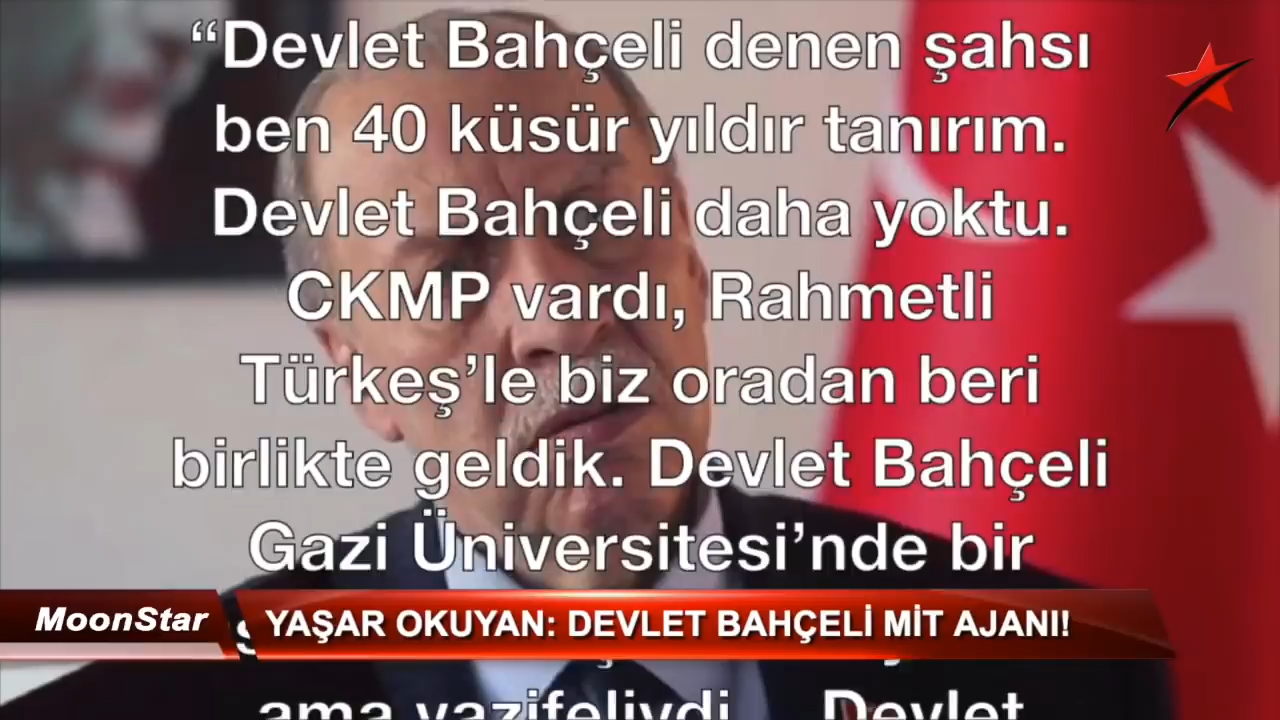 “Devlet Bahçeli denen şahsı
ben 40 küsür yıldır tanırım.
Devlet Bahçeli daha yoktu.
CKMP vardı, Rahmetli
Türkeş’le biz oradan beri
birlikte geldik. Devlet Bahçeli
Gazi Üniversitesi’nde bir
MoonStar
YAŞAR OKUYAN: DEVLET BAHÇELİ MİT AJANI!
ama vazifeliydi... Devlet